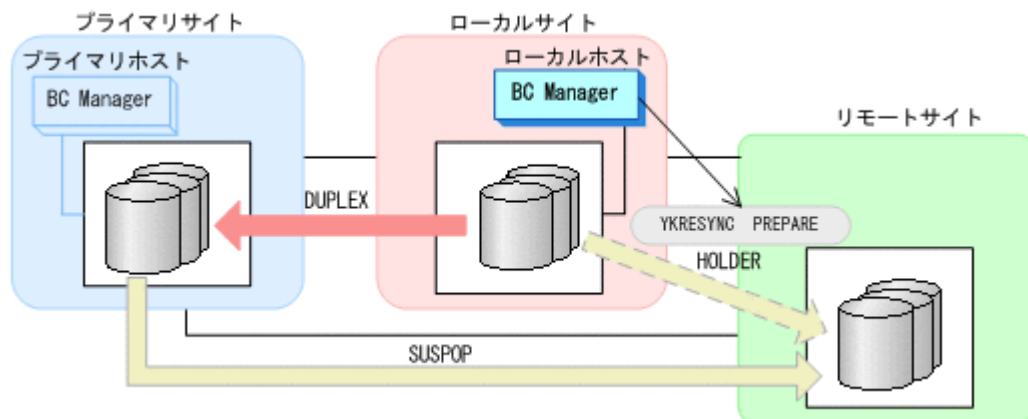 プライマリサイト
ローカルサイト
プライマリホスト
BC Manager
ローカルホスト
BC Manager
リモートサイト
DUPLEX
YKRESYNC PREPARE
HOLDER
SUSPOP